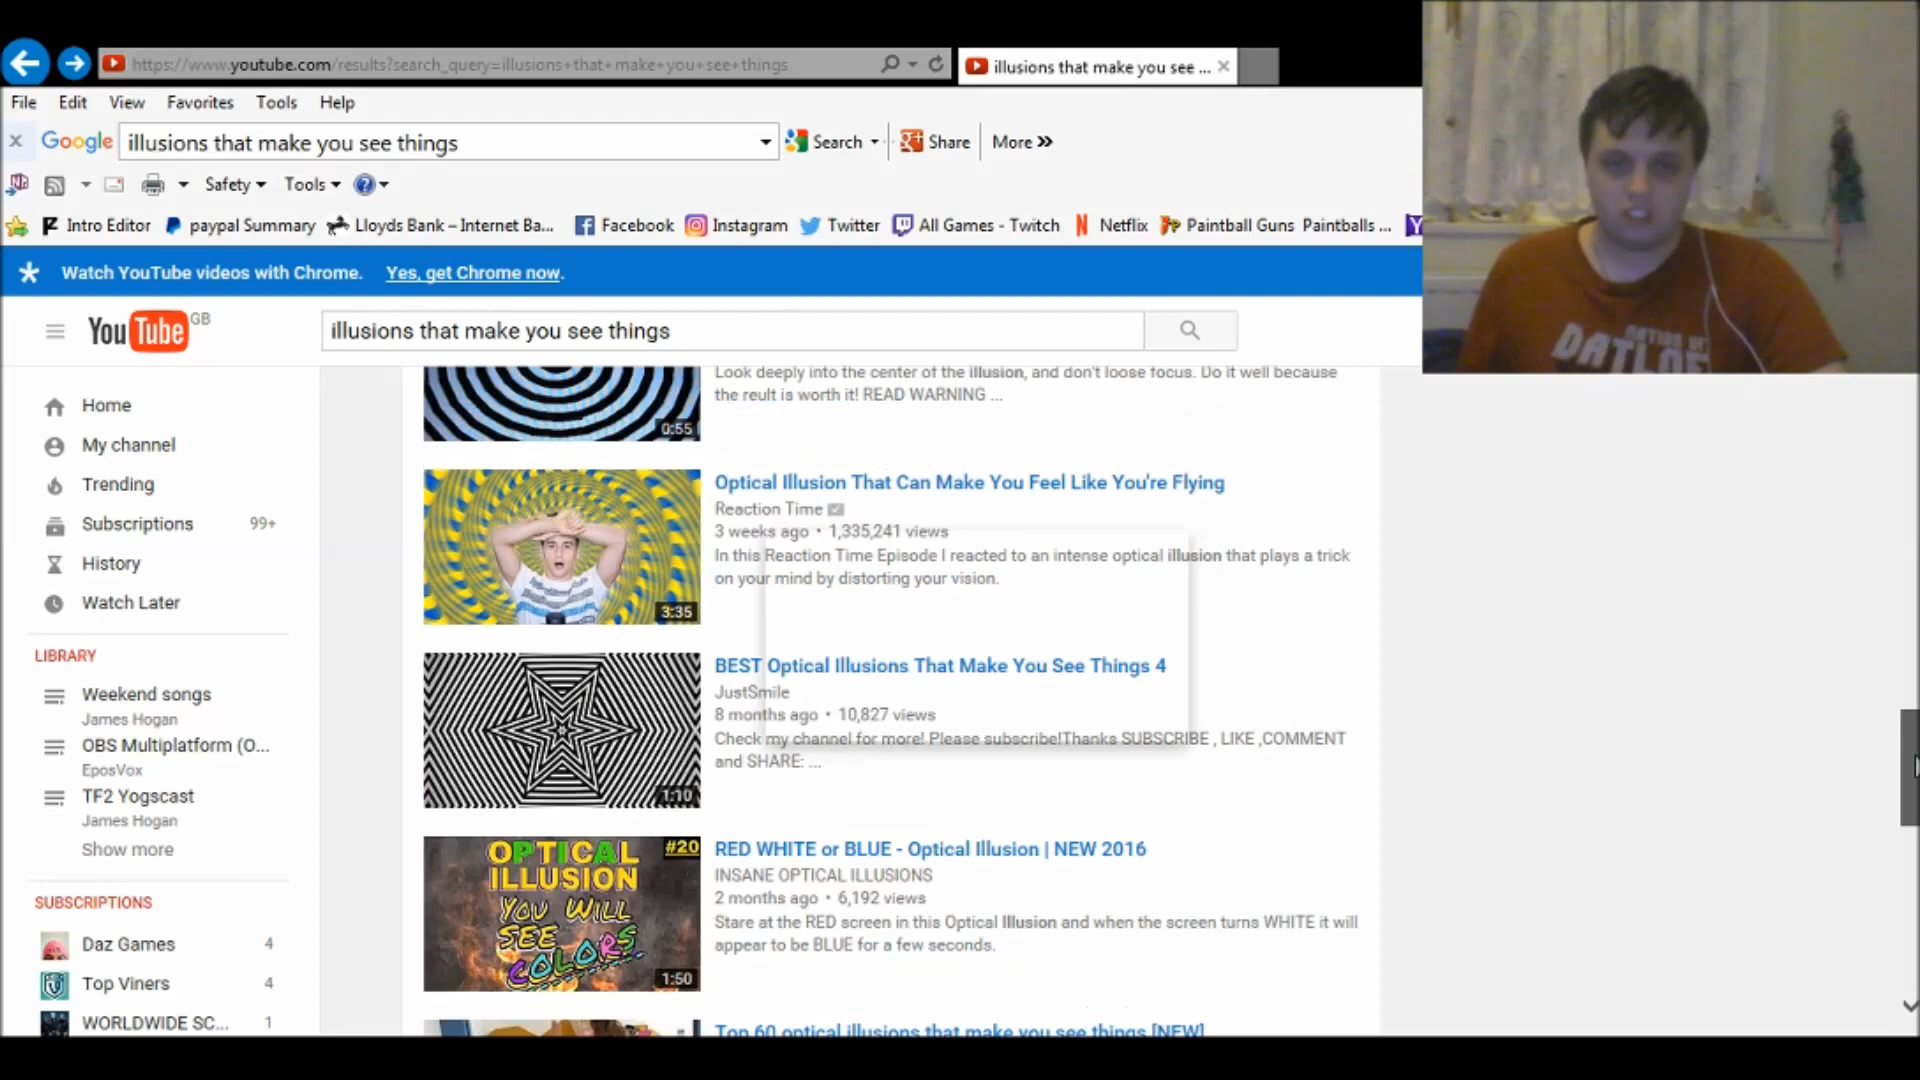 https://www.youtube.com/results?search_query=illusions+that+make+you+see+things
illusions that make you see ...
File Edit View Favorites Tools Help
Google illusions that make you see things Search Share More »
Safety Tools
Intro Editor paypal Summary Lloyds Bank – Internet Ba... Facebook Instagram Twitter All Games - Twitch Netflix Paintball Guns Paintballs ...
Watch YouTube videos with Chrome. Yes, get Chrome now.
YouTube GB
illusions that make you see things
Home
My channel
Trending
Subscriptions 99+
History
Watch Later
LIBRARY
Weekend songs
James Hogan
OBS Multiplatform (O...
EposVox
TF2 Yogscast
James Hogan
Show more
SUBSCRIPTIONS
Daz Games 4
Top Viners 4
WORLDWIDE SC... 1
Look deeply into the center of the illusion, and don't loose focus. Do it well because
the reult is worth it! READ WARNING ...
0:55
Optical Illusion That Can Make You Feel Like You're Flying
Reaction Time
3 weeks ago • 1,335,241 views
In this Reaction Time Episode I reacted to an intense optical illusion that plays a trick
on your mind by distorting your vision.
3:35
BEST Optical Illusions That Make You See Things 4
JustSmile
8 months ago • 10,827 views
Check my channel for more! Please subscribe!Thanks SUBSCRIBE , LIKE ,COMMENT
and SHARE: ...
1:10
OPTICAL #20
ILLUSION
YOU WILL
SEE
COLORS
1:50
RED WHITE or BLUE - Optical Illusion | NEW 2016
INSANE OPTICAL ILLUSIONS
2 months ago • 6,192 views
Stare at the RED screen in this Optical Illusion and when the screen turns WHITE it will
appear to be BLUE for a few seconds.
Top 60 optical illusions that make you see things [NEW]